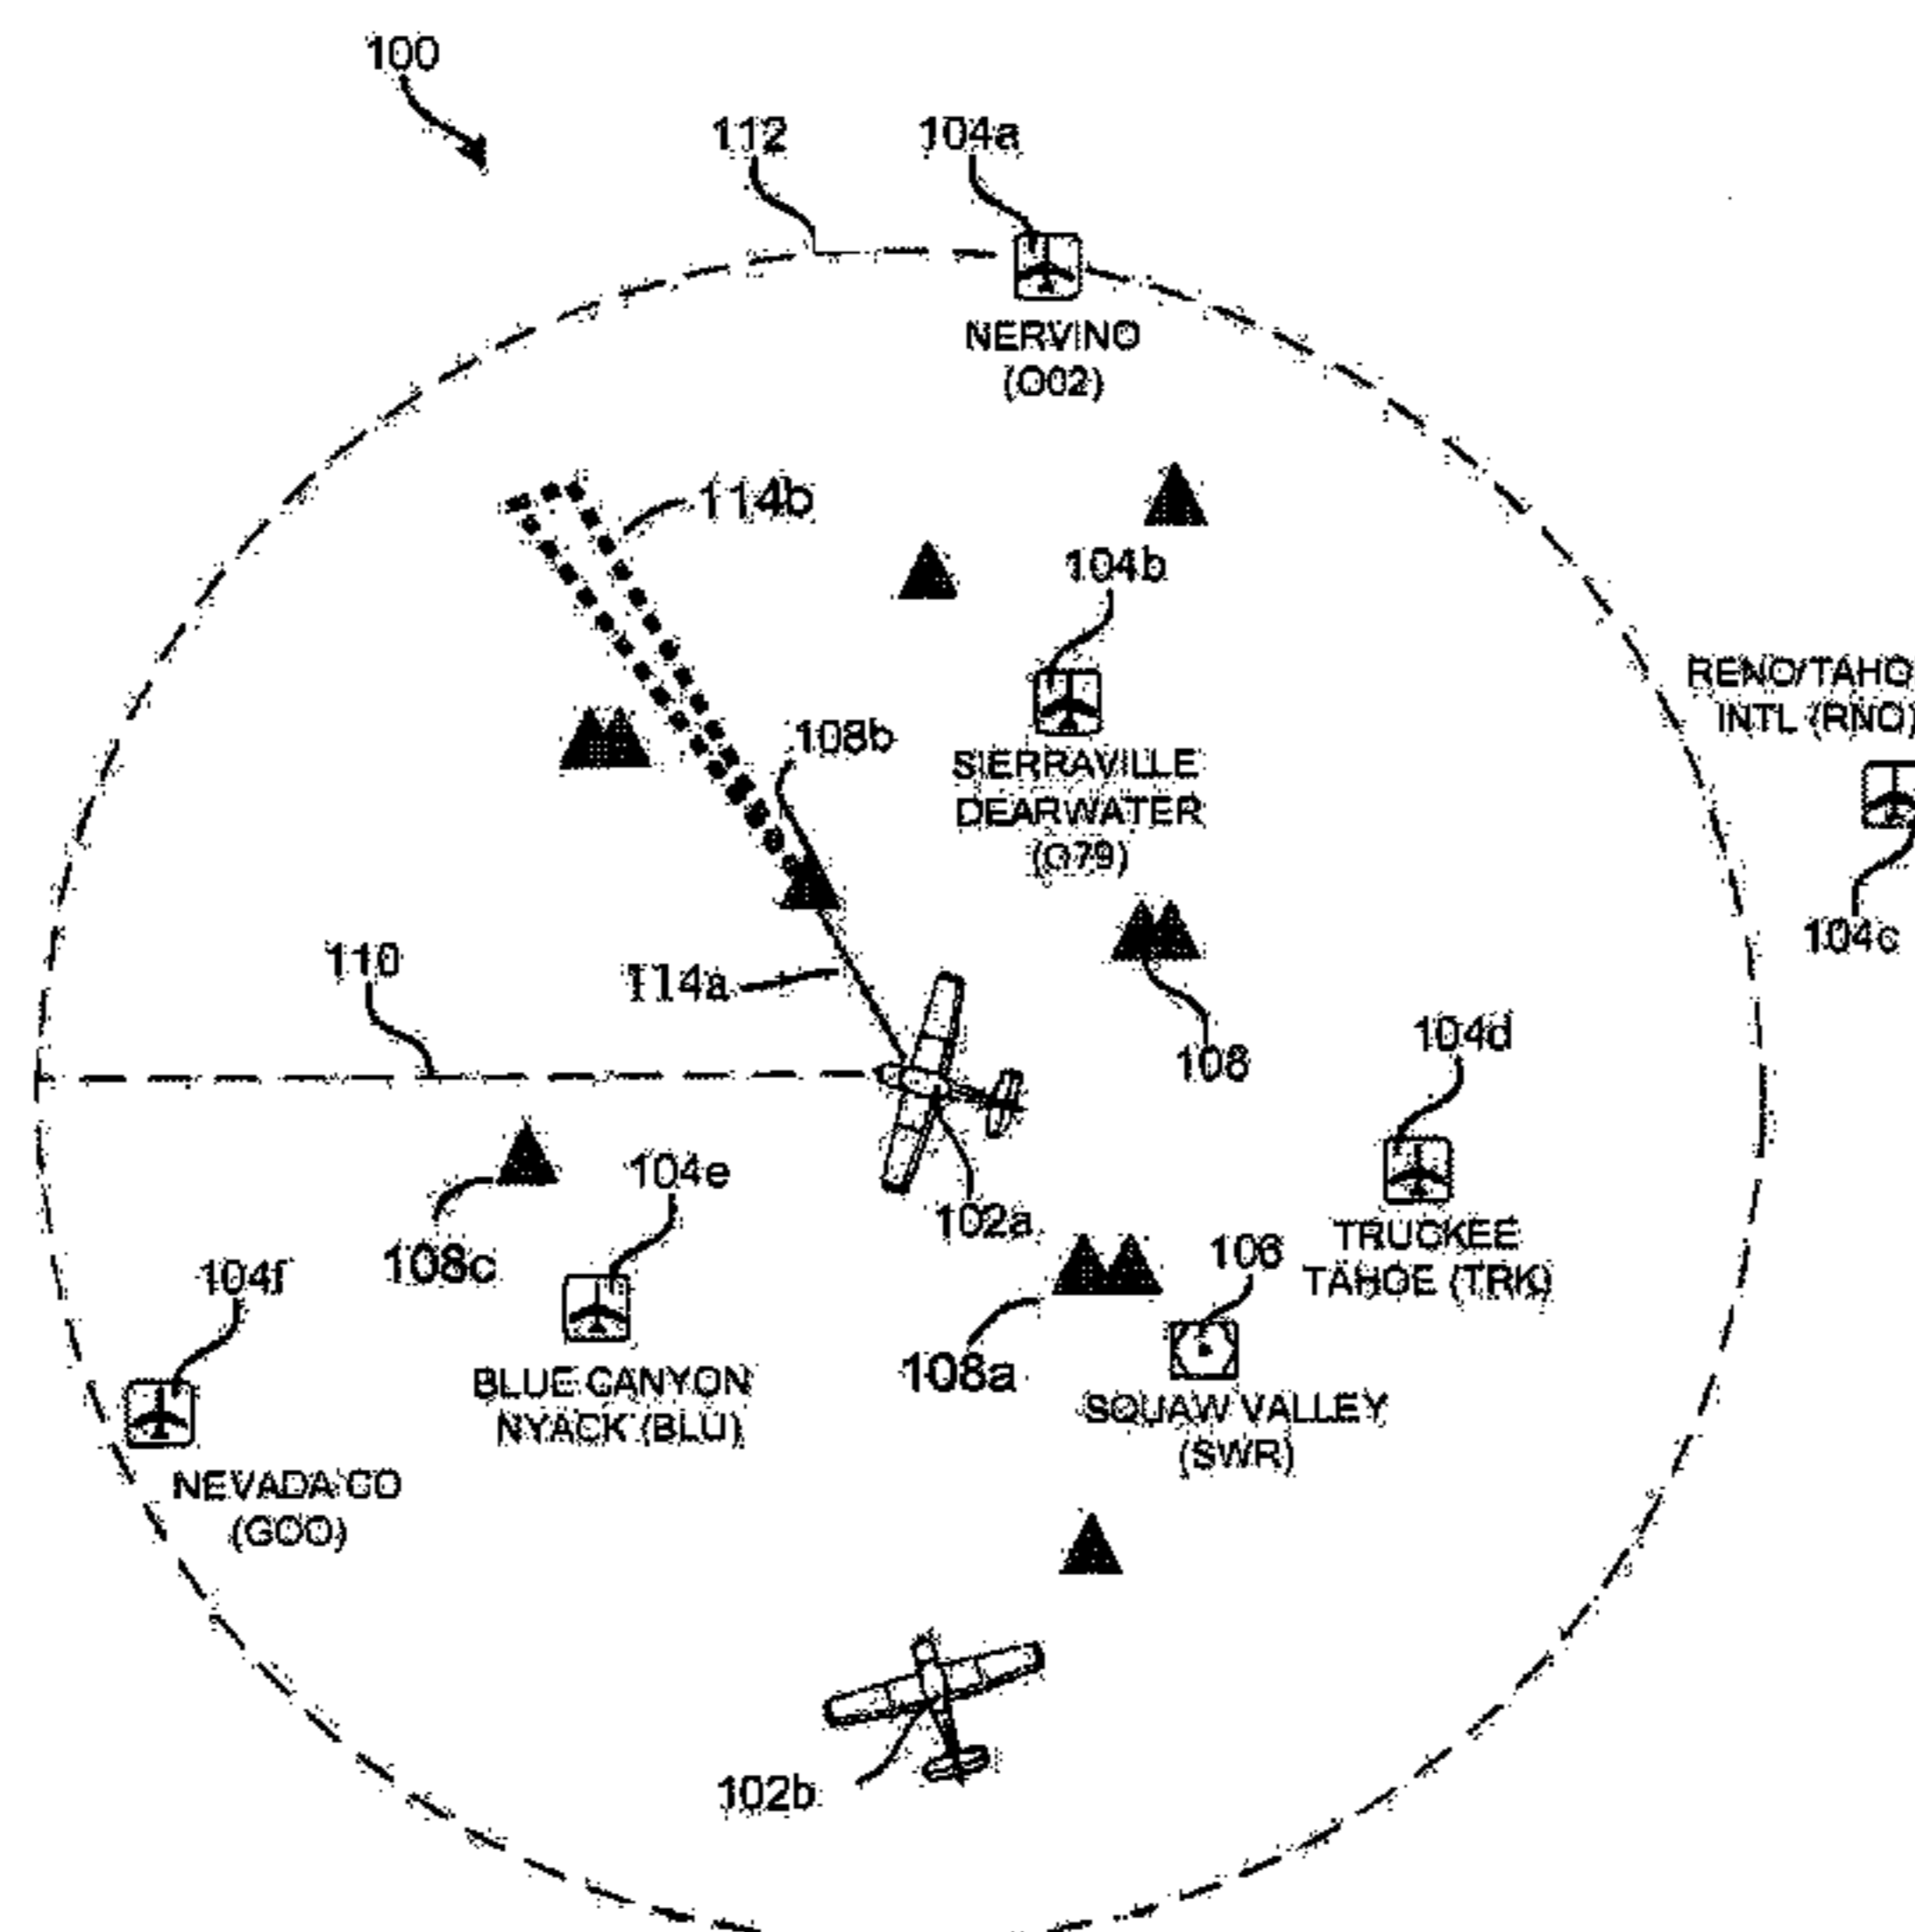 100
112
104a
NERVINO
(O02)
114b
104b
108b
SIERRAVILLE
DEARWATER
(O79)
RENO/TAHO
INTL (RNO)
104c
110
114a
108
104d
TRUCKEE
TAHOE (TRK)
102a
106
108c
104e
104f
BLUE CANYON
NYACK (BLU)
108a
SQUAW VALLEY
(SWR)
NEVADA CO
(GOO)
102b